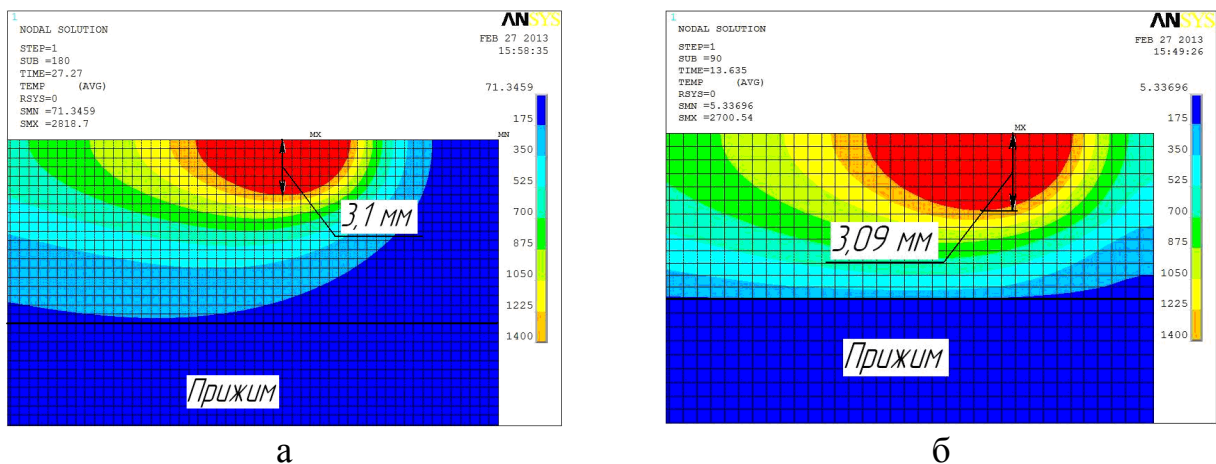 1
ANSYS
NODAL SOLUTION
FEB 27 2013
15:58:35
STEP=1
SUB =180
TIME=27.27
TEMP (AVG)
RSYS=0
SMN =71.3459
SMX =2818.7
71.3459
175
350
525
700
875
1050
1225
1400
MX
MN
3,1 мм
Прижим
а
1
ANSYS
NODAL SOLUTION
FEB 27 2013
15:49:26
STEP=1
SUB =90
TIME=13.635
TEMP (AVG)
RSYS=0
SMN =5.33696
SMX =2700.54
5.33696
175
350
525
700
875
1050
1225
1400
MX
3,09 мм
Прижим
б